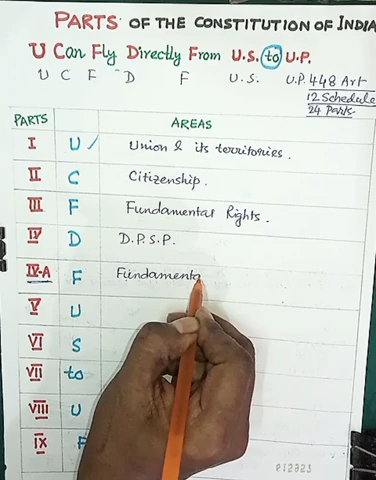 PARTS OF THE CONSTITUTION OF INDIA
U Can Fly Directly From U.S. to U.P.
U C F D F U.S. U.P. 448 Art
12 Schedule
24 Parts
PARTS AREAS
I U / Union & its territories.
II C Citizenship.
III F Fundamental Rights.
IV D D.P.S.P.
IV-A F Fundamenta
V U
VI S
VII to
VIII U
IX